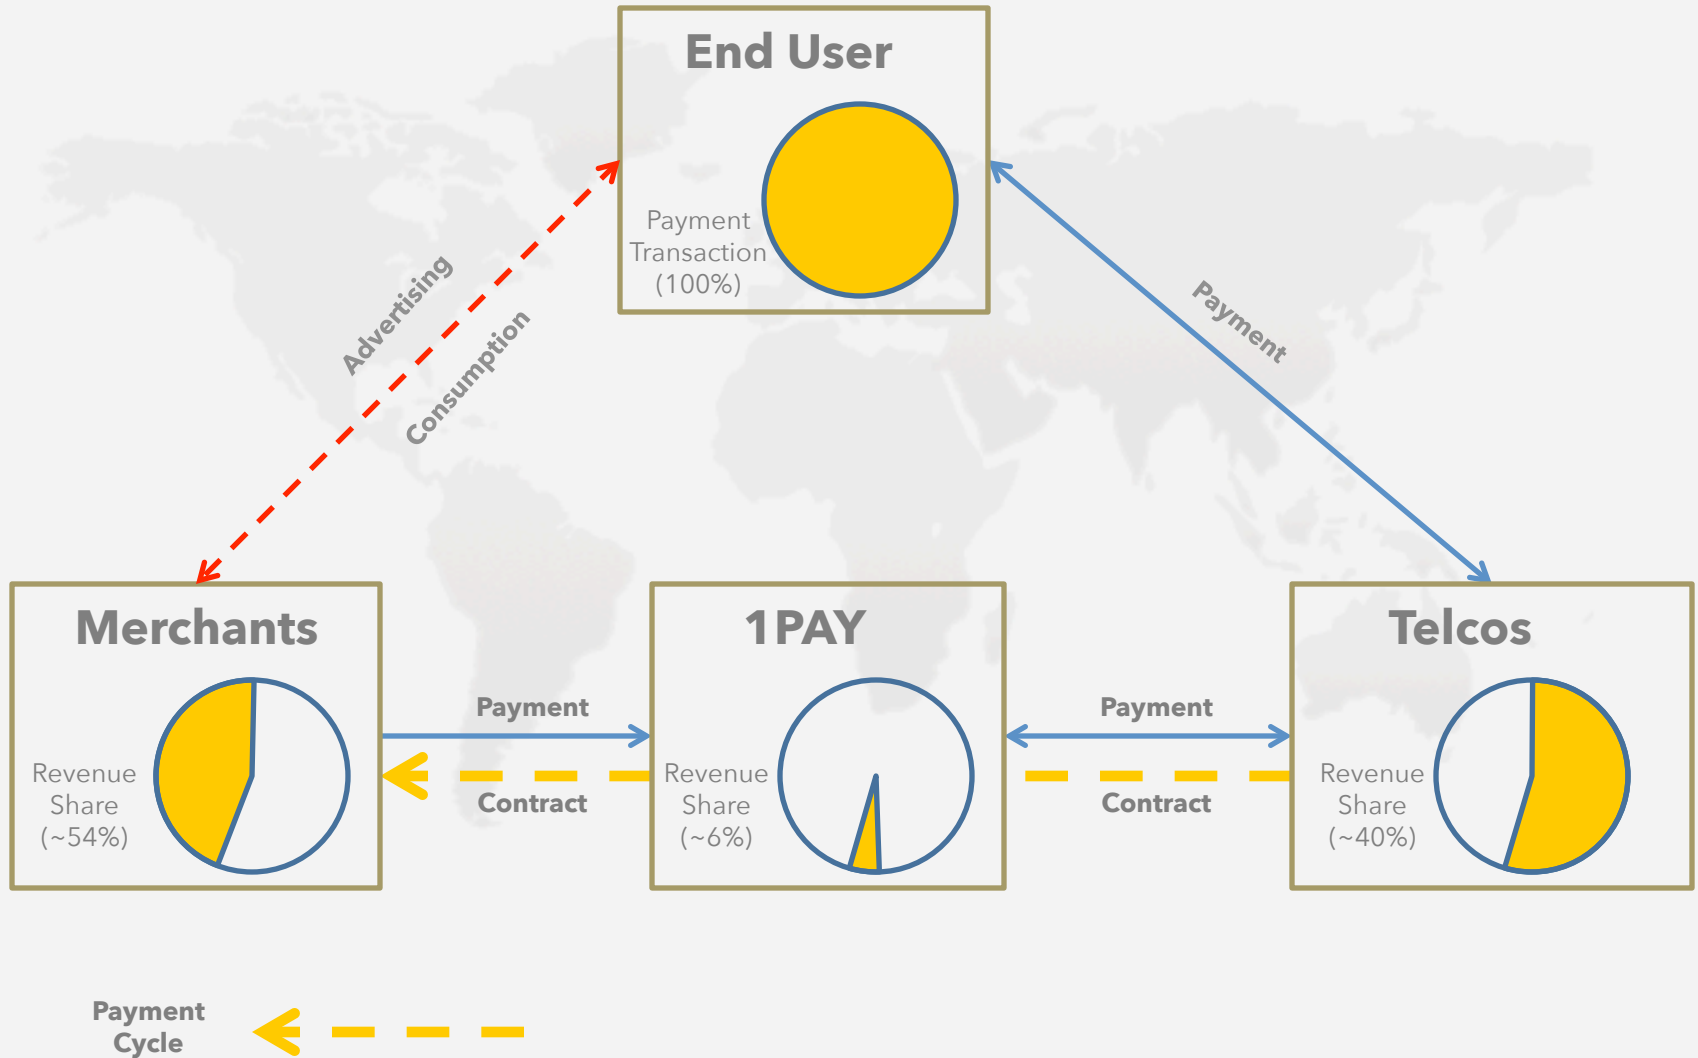 End User
Payment
Transaction
(100%)
Advertising
Consumption
Payment
Merchants
Revenue
Share
(~54%)
Payment
Contract
1PAY
Revenue
Share
(~6%)
Payment
Contract
Telcos
Revenue
Share
(~40%)
Payment
Cycle